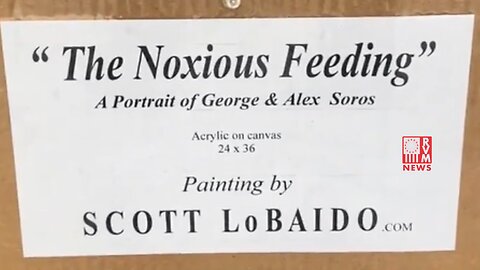 “The Noxious Feeding”
A Portrait of George & Alex Soros
Acrylic on canvas
24 x 36
Painting by
SCOTT LoBAIDO.COM
RVM
NEWS